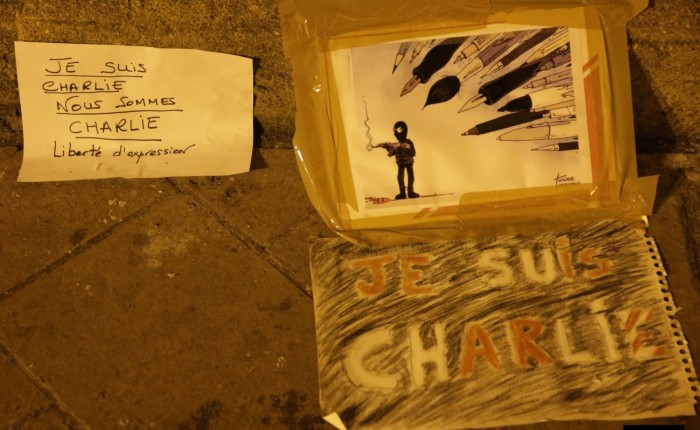 JE SUIS
CHARLIE
NOUS SOMMES
CHARLIE
Liberté d'expression
JE SUIS
CHARLIE